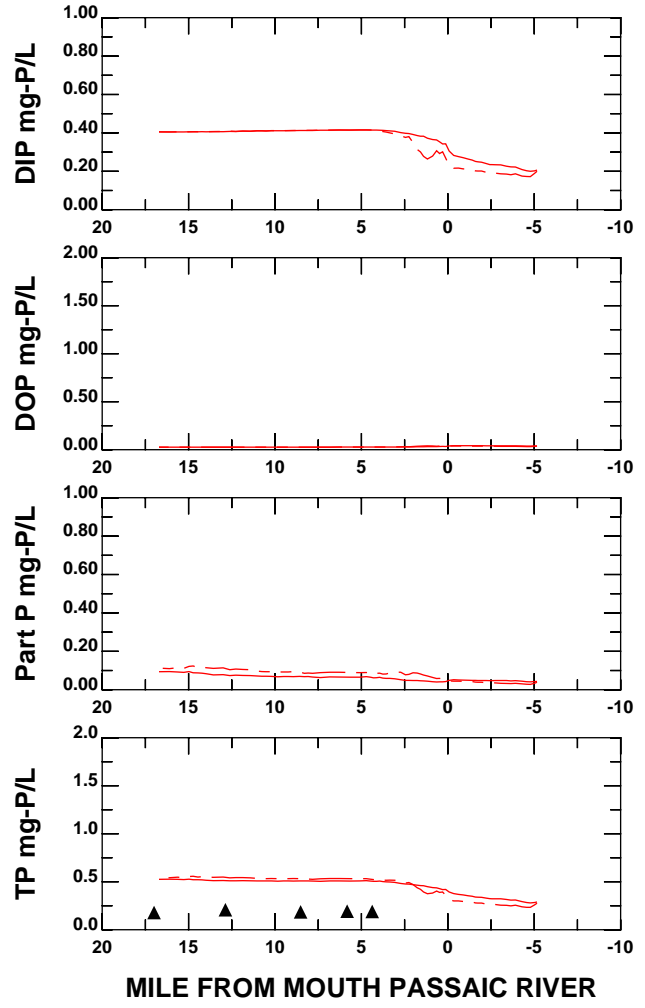 DIP mg-P/L
1.00
0.80
0.60
0.40
0.20
0.00
20 15 10 5 0 -5 -10
DOP mg-P/L
2.00
1.50
1.00
0.50
0.00
20 15 10 5 0 -5 -10
Part P mg-P/L
1.00
0.80
0.60
0.40
0.20
0.00
20 15 10 5 0 -5 -10
TP mg-P/L
2.0
1.5
1.0
0.5
0.0
20 15 10 5 0 -5 -10
MILE FROM MOUTH PASSAIC RIVER